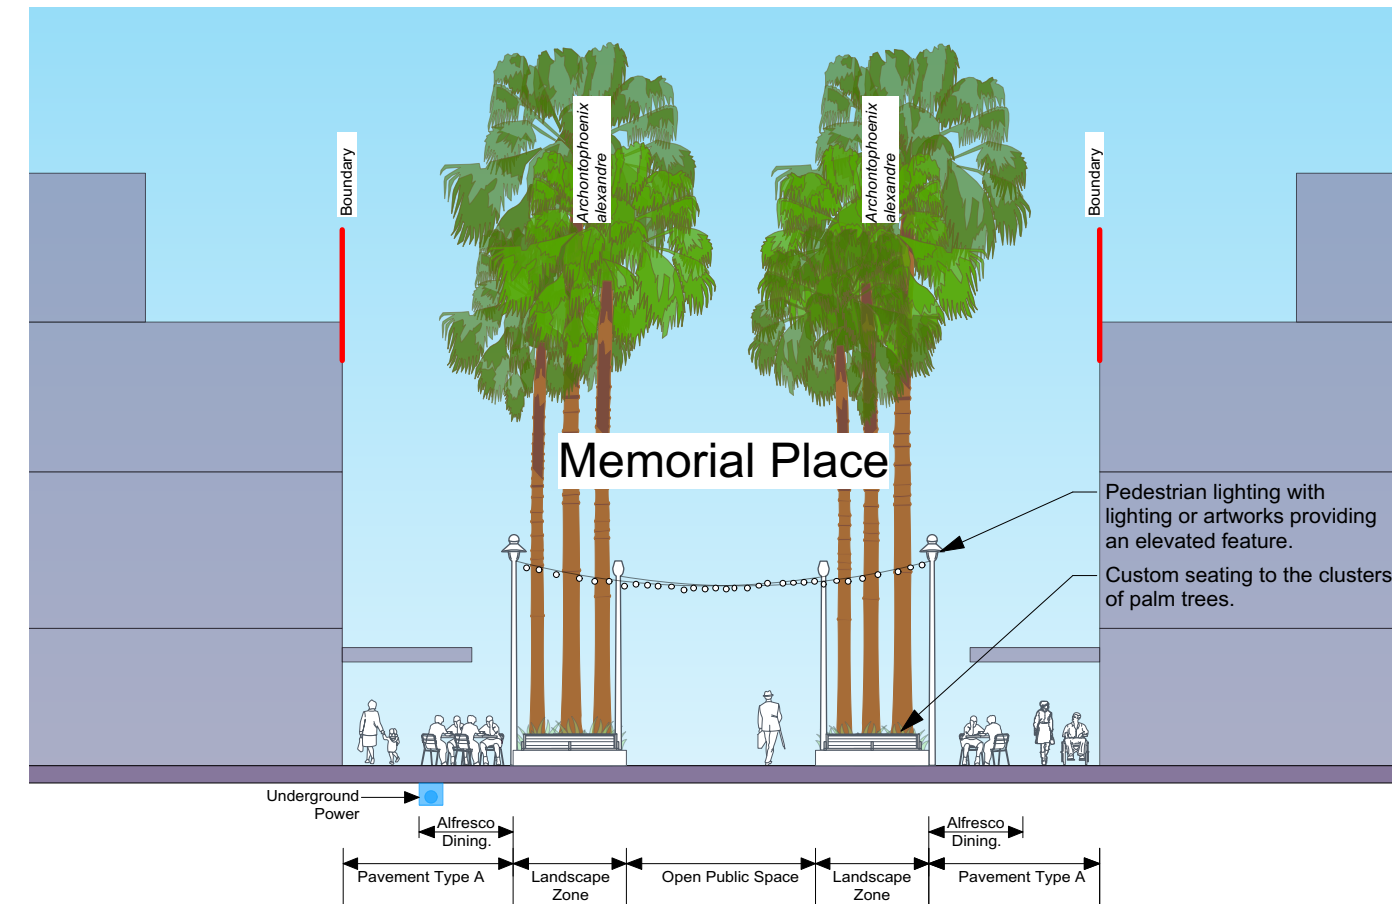 Boundary
Archontophoenix
alexandre
Archontophoenix
alexandre
Boundary
Memorial Place
Pedestrian lighting with
lighting or artworks providing
an elevated feature.
Custom seating to the clusters
of palm trees.
Underground
Power
Alfresco
Dining.
Alfresco
Dining.
Pavement Type A
Landscape
Zone
Open Public Space
Landscape
Zone
Pavement Type A